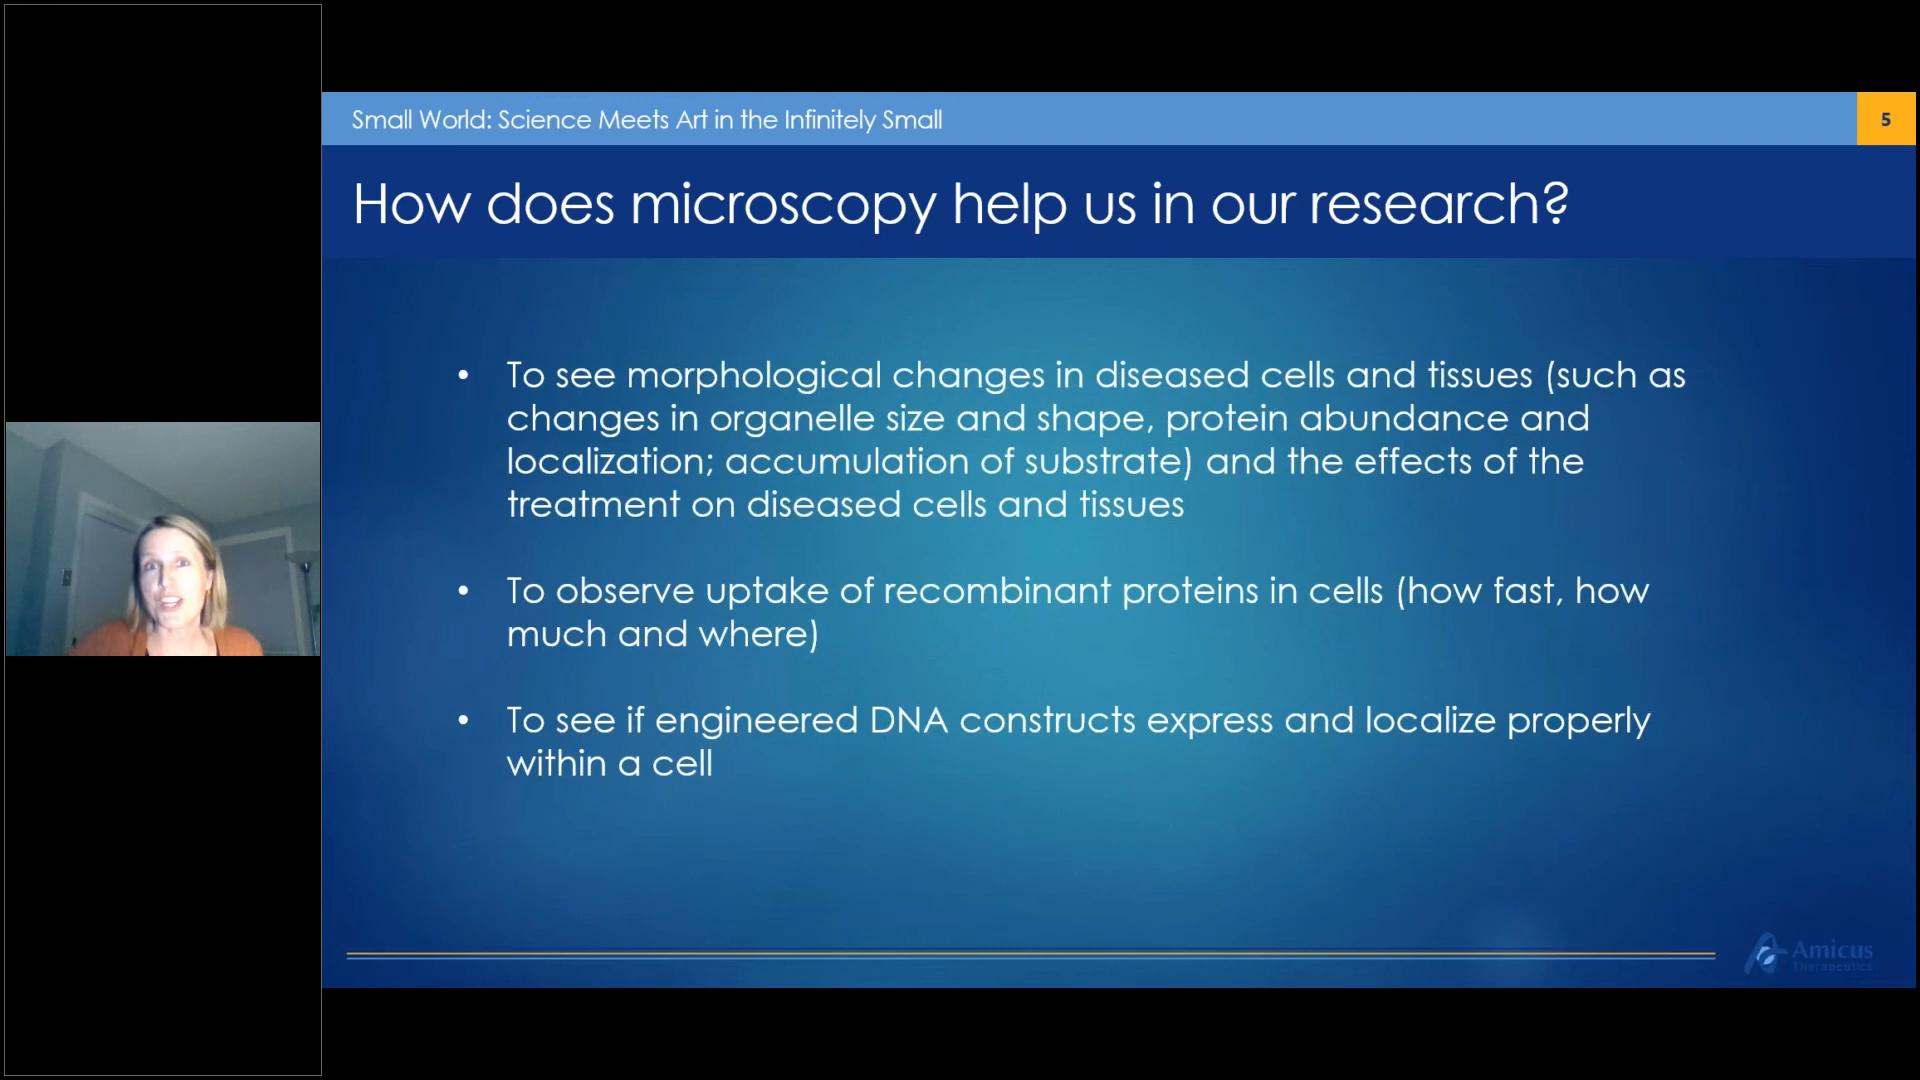 Small World: Science Meets Art in the Infinitely Small
5
How does microscopy help us in our research?
• To see morphological changes in diseased cells and tissues (such as
changes in organelle size and shape, protein abundance and
localization; accumulation of substrate) and the effects of the
treatment on diseased cells and tissues
• To observe uptake of recombinant proteins in cells (how fast, how
much and where)
• To see if engineered DNA constructs express and localize properly
within a cell
Amicus
Therapeutics